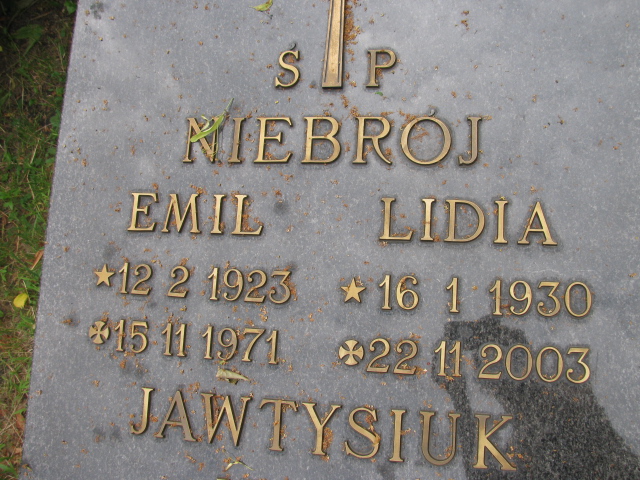 Ś P
NIEBRÓJ
EMIL LIDIA
12 2 1923 16 1 1930
15 11 1971 22 11 2003
JAWTYSIUK